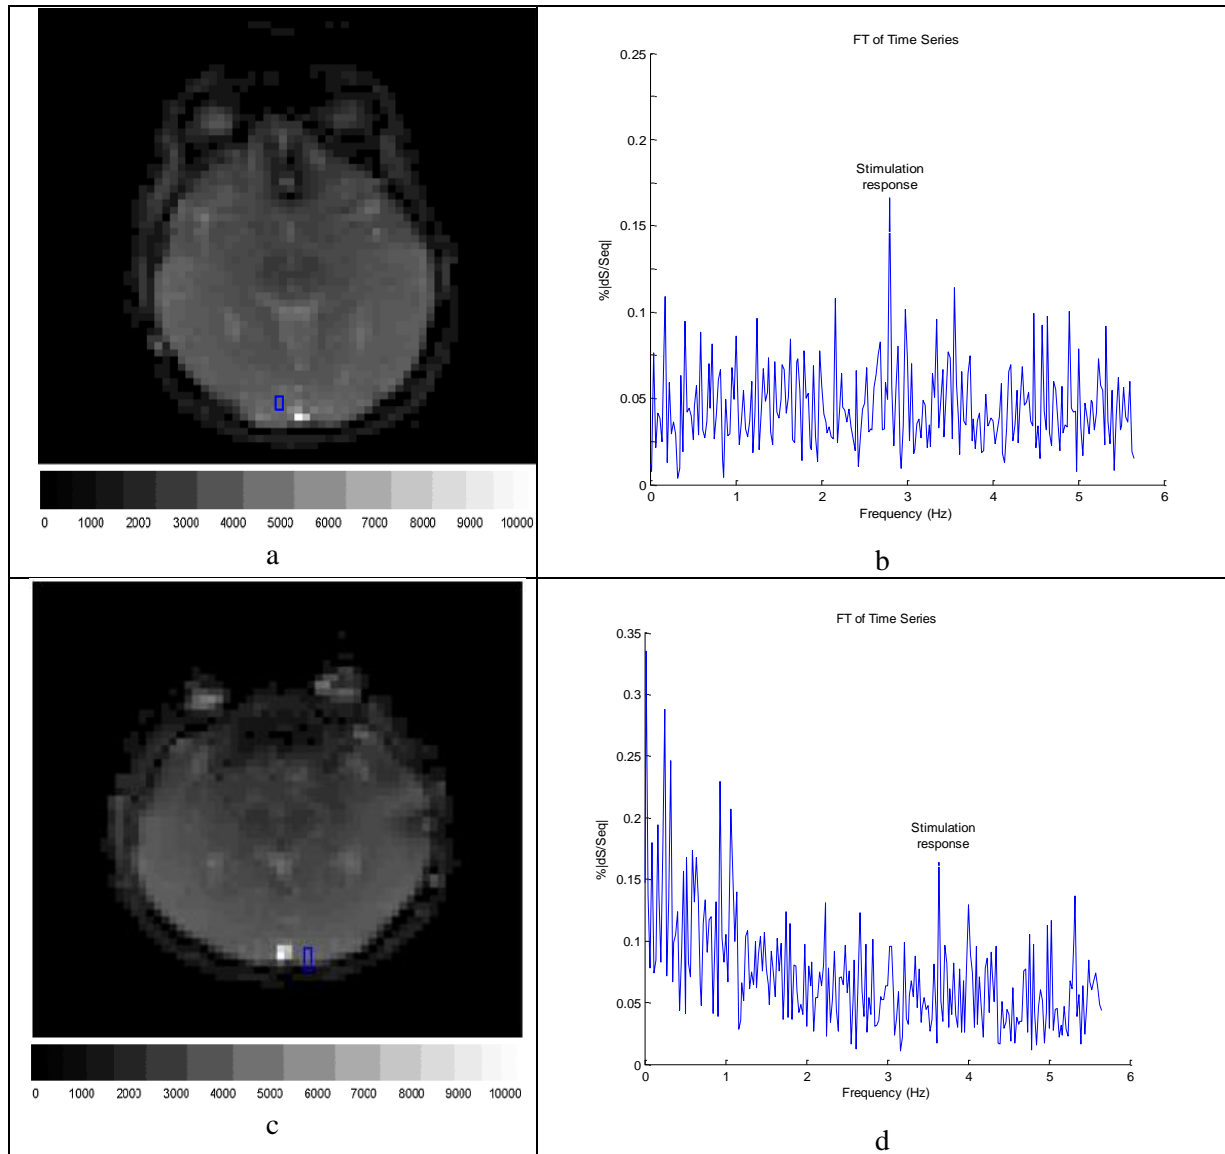 0 1000 2000 3000 4000 5000 6000 7000 8000 9000 10000
a
FT of Time Series
0.25
0.2
0.15
0.1
0.05
0
%|dS/Seq|
Stimulation
response
0 1 2 3 4 5 6
Frequency (Hz)
b
0 1000 2000 3000 4000 5000 6000 7000 8000 9000 10000
c
FT of Time Series
0.35
0.3
0.25
0.2
0.15
0.1
0.05
0
%|dS/Seq|
Stimulation
response
0 1 2 3 4 5 6
Frequency (Hz)
d